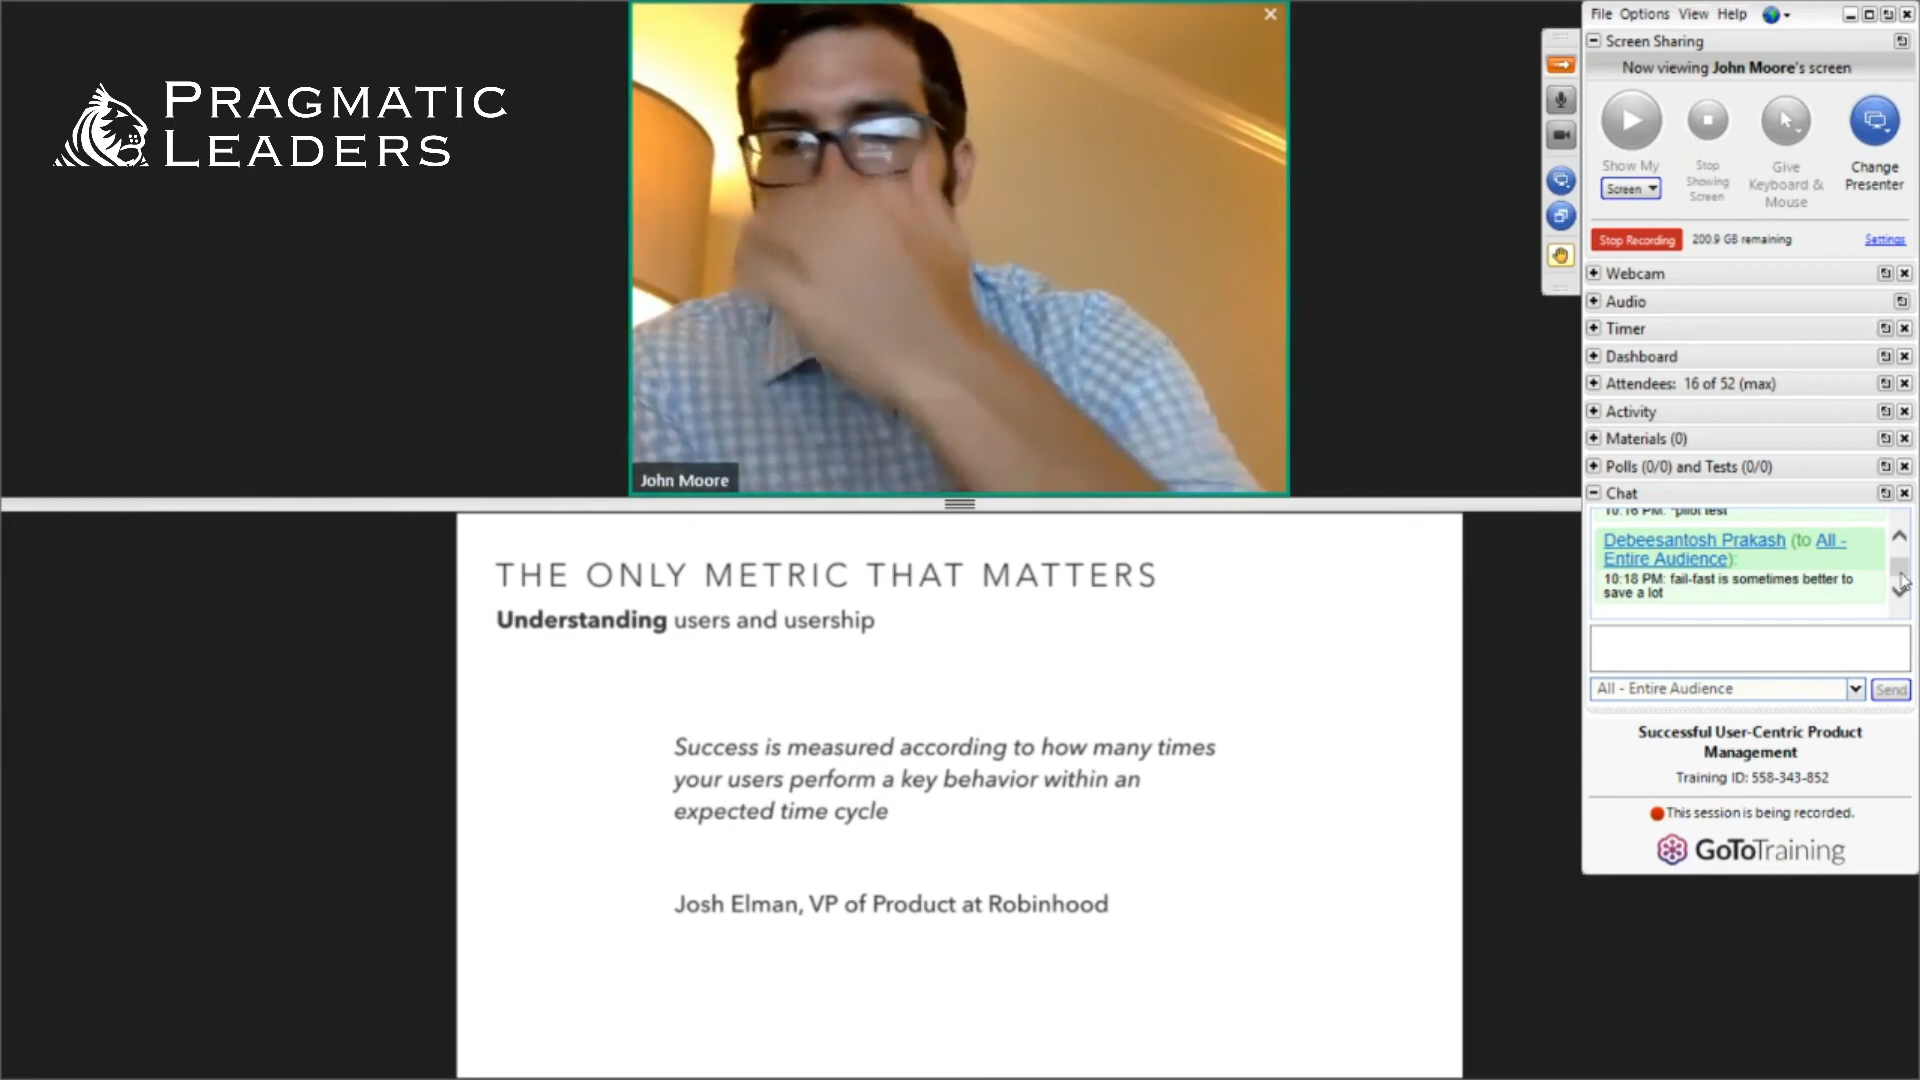 PRAGMATIC
LEADERS
John Moore
THE ONLY METRIC THAT MATTERS
Understanding users and usership
Success is measured according to how many times
your users perform a key behavior within an
expected time cycle
Josh Elman, VP of Product at Robinhood
File Options View Help
Screen Sharing
Now viewing John Moore's screen
Show My
Screen
Stop
Showing
Screen
Give
Keyboard &
Mouse
Change
Presenter
Stop Recording 200.9 GB remaining Settings
Webcam
Audio
Timer
Dashboard
Attendees: 16 of 52 (max)
Activity
Materials (0)
Polls (0/0) and Tests (0/0)
Chat
10:16 PM: *pilot test
Debeesantosh Prakash (to All -
Entire Audience):
10:18 PM: fail-fast is sometimes better to
save a lot
All - Entire Audience Send
Successful User-Centric Product
Management
Training ID: 558-343-852
This session is being recorded.
GoToTraining